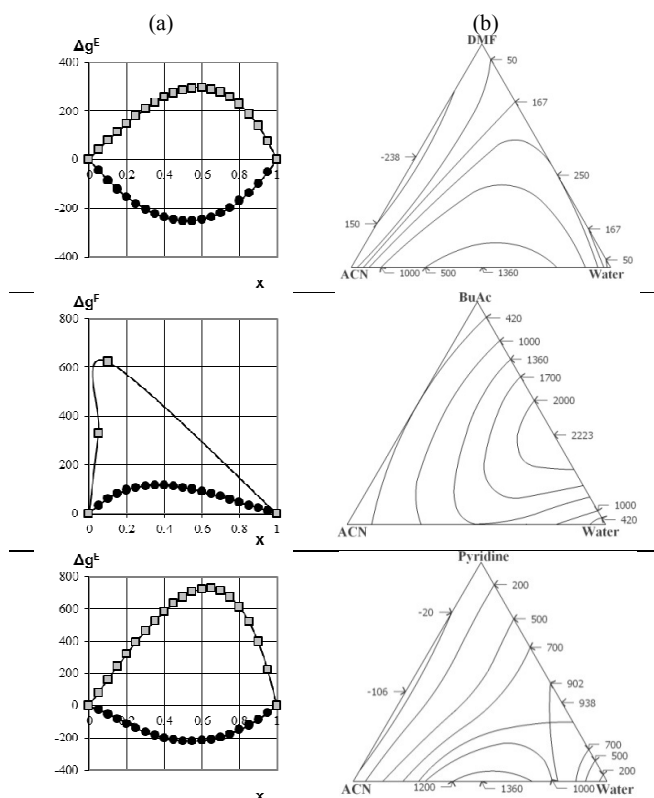 (a)
(b)
Δg^E
400
200
0
-200
-400
0 0.2 0.4 0.6 0.8 1
x
DMF
50
167
-238
250
150
167
50
ACN
1000
500
1360
Water
Δg^E
800
600
400
200
0
0 0.2 0.4 0.6 0.8 1
x
BuAc
420
1000
1360
1700
2000
2223
1000
420
ACN
Water
Δg^E
800
600
400
200
0
-200
-400
0 0.2 0.4 0.6 0.8 1
x
Pyridine
-20
200
500
700
-106
902
938
700
500
200
ACN
1200
1360
1000
Water